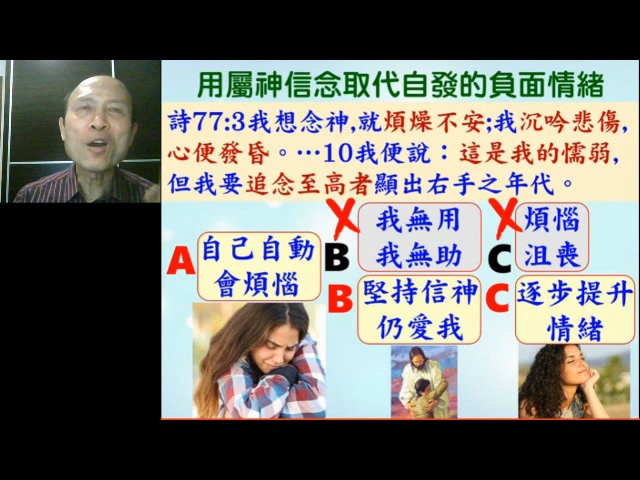 用屬神信念取代自發的負面情緒
詩77:3我想念神,就煩燥不安;我沉吟悲傷,
心便發昏。…10我便說：這是我的懦弱,
但我要追念至高者顯出右手之年代。
A
自己自動
會煩惱
X
B
我無用
我無助
X
C
煩惱
沮喪
B
堅持信神
仍愛我
C
逐步提升
情緒